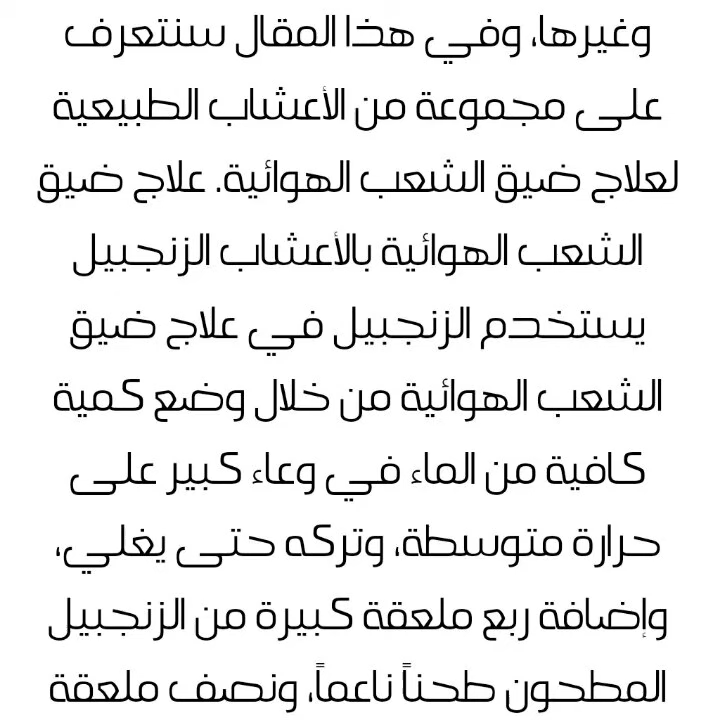 وغيرها، وفي هذا المقال سنتعرف
على مجموعة من الأعشاب الطبيعية
لعلاج ضيق الشعب الهوائية. علاج ضيق
الشعب الهوائية بالأعشاب الزنجبيل
يستخدم الزنجبيل في علاج ضيق
الشعب الهوائية من خلال وضع كمية
كافية من الماء في وعاء كبير على
حرارة متوسطة، وتركه حتى يغلي،
وإضافة ربع ملعقة كبيرة من الزنجبيل
المطحون طحناً ناعماً، ونصف ملعقة